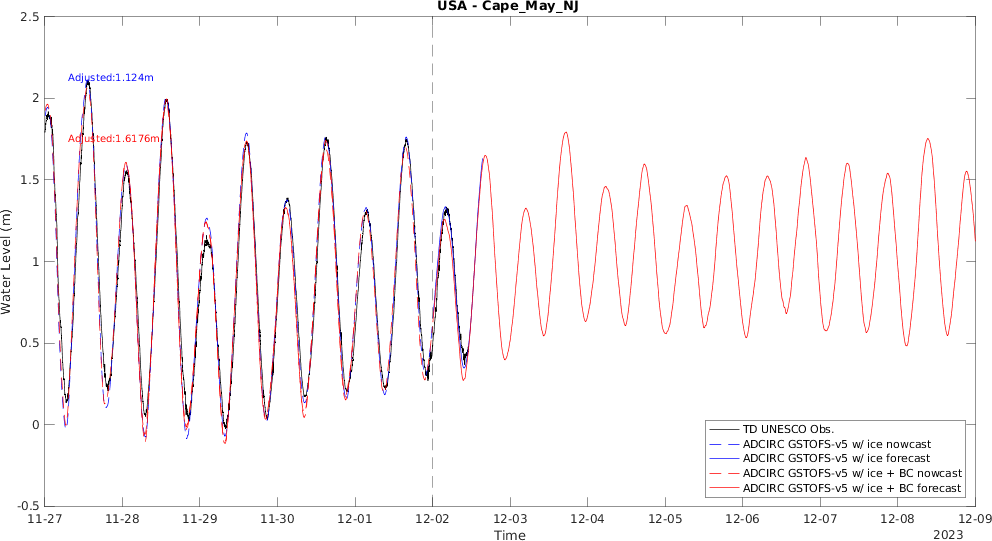 USA - Cape_May_NJ
2.5
2
1.5
1
0.5
0
-0.5
Water Level (m)
Adjusted:1.124m
Adjusted:1.6176m
TD UNESCO Obs.
ADCIRC GSTOFS-v5 w/ ice nowcast
ADCIRC GSTOFS-v5 w/ ice forecast
ADCIRC GSTOFS-v5 w/ ice + BC nowcast
ADCIRC GSTOFS-v5 w/ ice + BC forecast
11-27 11-28 11-29 11-30 12-01 12-02 12-03 12-04 12-05 12-06 12-07 12-08 12-09
Time
2023